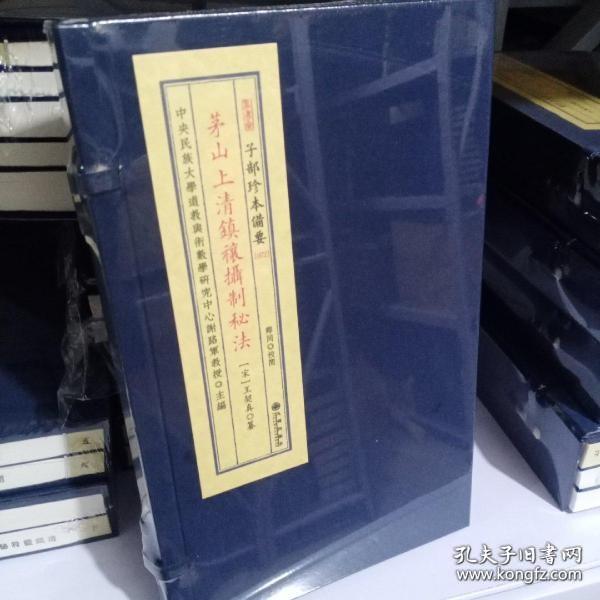 子部珍本備要
茅山上清鎮禳攝制秘法
[宋]王契真〇纂
中央民族大學道教與術數學研究中心謝路軍教授〇主編
孔夫子旧书网
www.kongfz.com